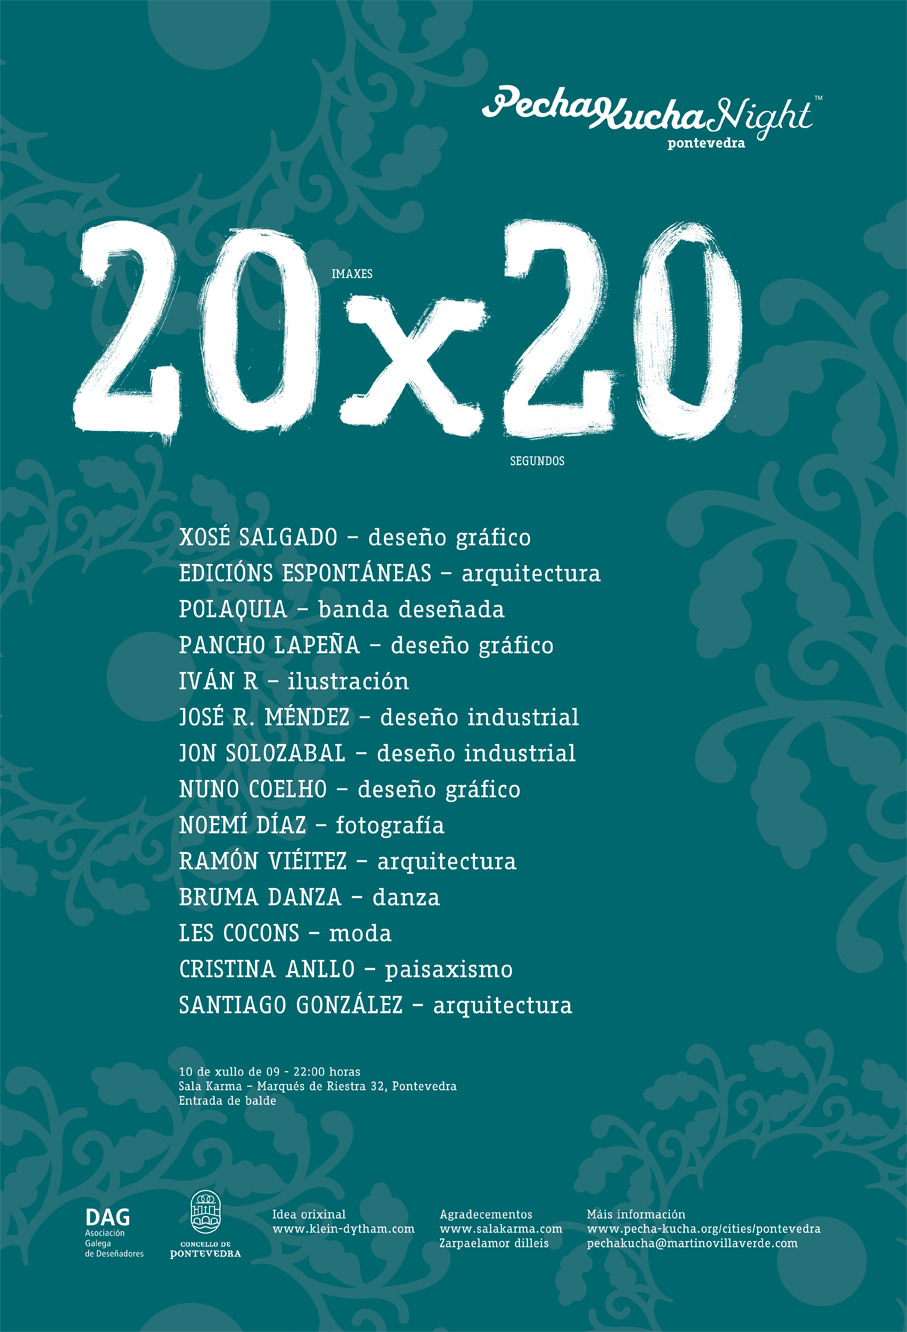 PechaKuchaNight™
pontevedra
20x20
IMAXES
SEGUNDOS
XOSÉ SALGADO – deseño gráfico
EDICIÓNS ESPONTÁNEAS – arquitectura
POLAQUIA – banda deseñada
PANCHO LAPEÑA – deseño gráfico
IVÁN R – ilustración
JOSÉ R. MÉNDEZ – deseño industrial
JON SOLOZABAL – deseño industrial
NUNO COELHO – deseño gráfico
NOEMÍ DÍAZ – fotografía
RAMÓN VIÉITEZ – arquitectura
BRUMA DANZA – danza
LES COCONS – moda
CRISTINA ANLLO – paisaxismo
SANTIAGO GONZÁLEZ – arquitectura
10 de xullo de 09 - 22:00 horas
Sala Karma – Marqués de Riestra 32, Pontevedra
Entrada de balde
DAG
Asociación
Galega
de Deseñadores
CONCELLO DE
PONTEVEDRA
Idea orixinal
www.klein-dytham.com
Agradecementos
www.salakarma.com
Zarpaelamor dilleis
Máis información
www.pecha-kucha.org/cities/pontevedra
pechakucha@martinovillaverde.com